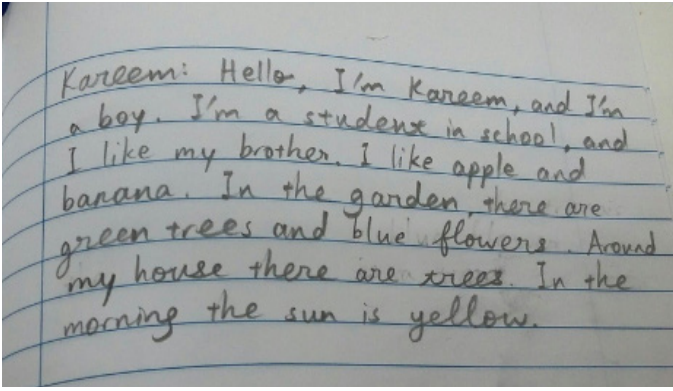 Kareem: Hello, I'm Kareem, and I'm
a boy. I'm a student in school, and
I like my brother. I like apple and
banana. In the garden, there are
green trees and blue flowers. Around
my house there are trees. In the
morning the sun is yellow.